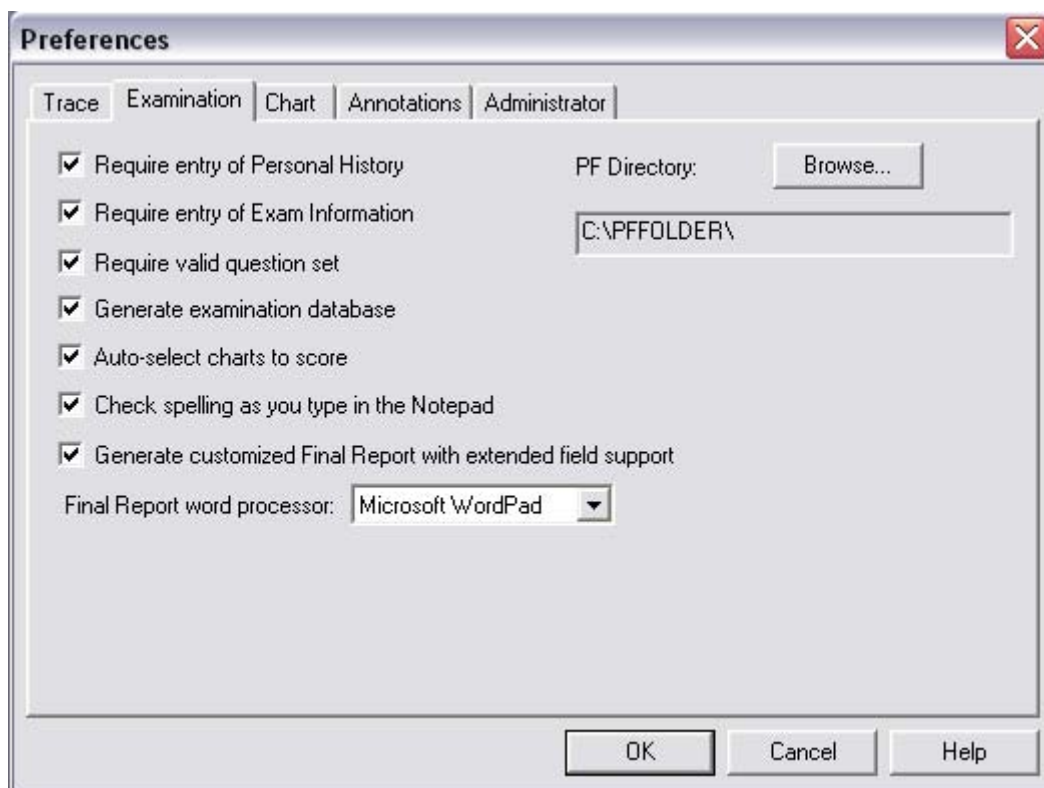 Preferences
Trace Examination Chart Annotations Administrator
Require entry of Personal History
PF Directory: Browse...
Require entry of Exam Information
C:\PFFOLDER\
Require valid question set
Generate examination database
Auto-select charts to score
Check spelling as you type in the Notepad
Generate customized Final Report with extended field support
Final Report word processor: Microsoft WordPad
OK Cancel Help